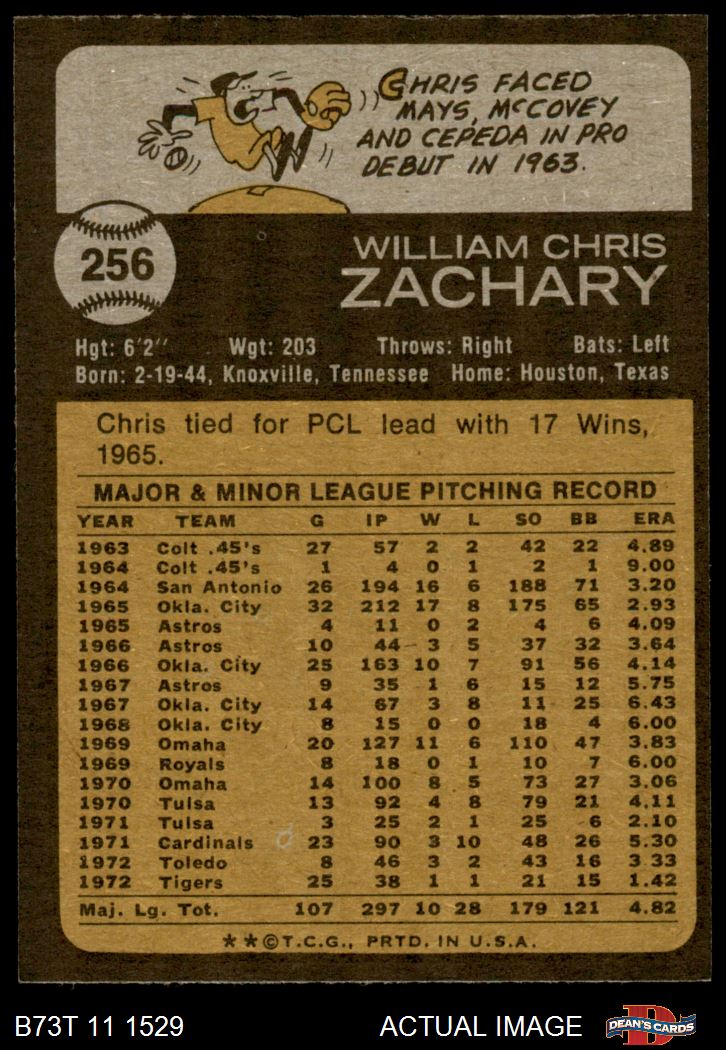 CHRIS FACED
MAYS, McCOVEY
AND CEPEDA IN PRO
DEBUT IN 1963.
256
WILLIAM CHRIS
ZACHARY
Hgt: 6'2" Wgt: 203 Throws: Right Bats: Left
Born: 2-19-44, Knoxville, Tennessee Home: Houston, Texas
Chris tied for PCL lead with 17 Wins,
1965.
MAJOR & MINOR LEAGUE PITCHING RECORD
YEAR TEAM G IP W L SO BB ERA
1963 Colt .45's 27 57 2 2 42 22 4.89
1964 Colt .45's 1 4 0 1 2 1 9.00
1964 San Antonio 26 194 16 6 188 71 3.20
1965 Okla. City 32 212 17 8 175 65 2.93
1965 Astros 4 11 0 2 4 6 4.09
1966 Astros 10 44 3 5 37 32 3.64
1966 Okla. City 25 163 10 7 91 56 4.14
1967 Astros 9 35 1 6 15 12 5.75
1967 Okla. City 14 67 3 8 11 25 6.43
1968 Okla. City 8 15 0 0 18 4 6.00
1969 Omaha 20 127 11 6 110 47 3.83
1969 Royals 8 18 0 1 10 7 6.00
1970 Omaha 14 100 8 5 73 27 3.06
1970 Tulsa 13 92 4 8 79 21 4.11
1971 Tulsa 3 25 2 1 25 6 2.10
1971 Cardinals 23 90 3 10 48 26 5.30
1972 Toledo 8 46 3 2 43 16 3.33
1972 Tigers 25 38 1 1 21 15 1.42
Maj. Lg. Tot. 107 297 10 28 179 121 4.82
**©T.C.G., PRTD. IN U.S.A.
B73T 11 1529 ACTUAL IMAGE DEAN'S CARDS